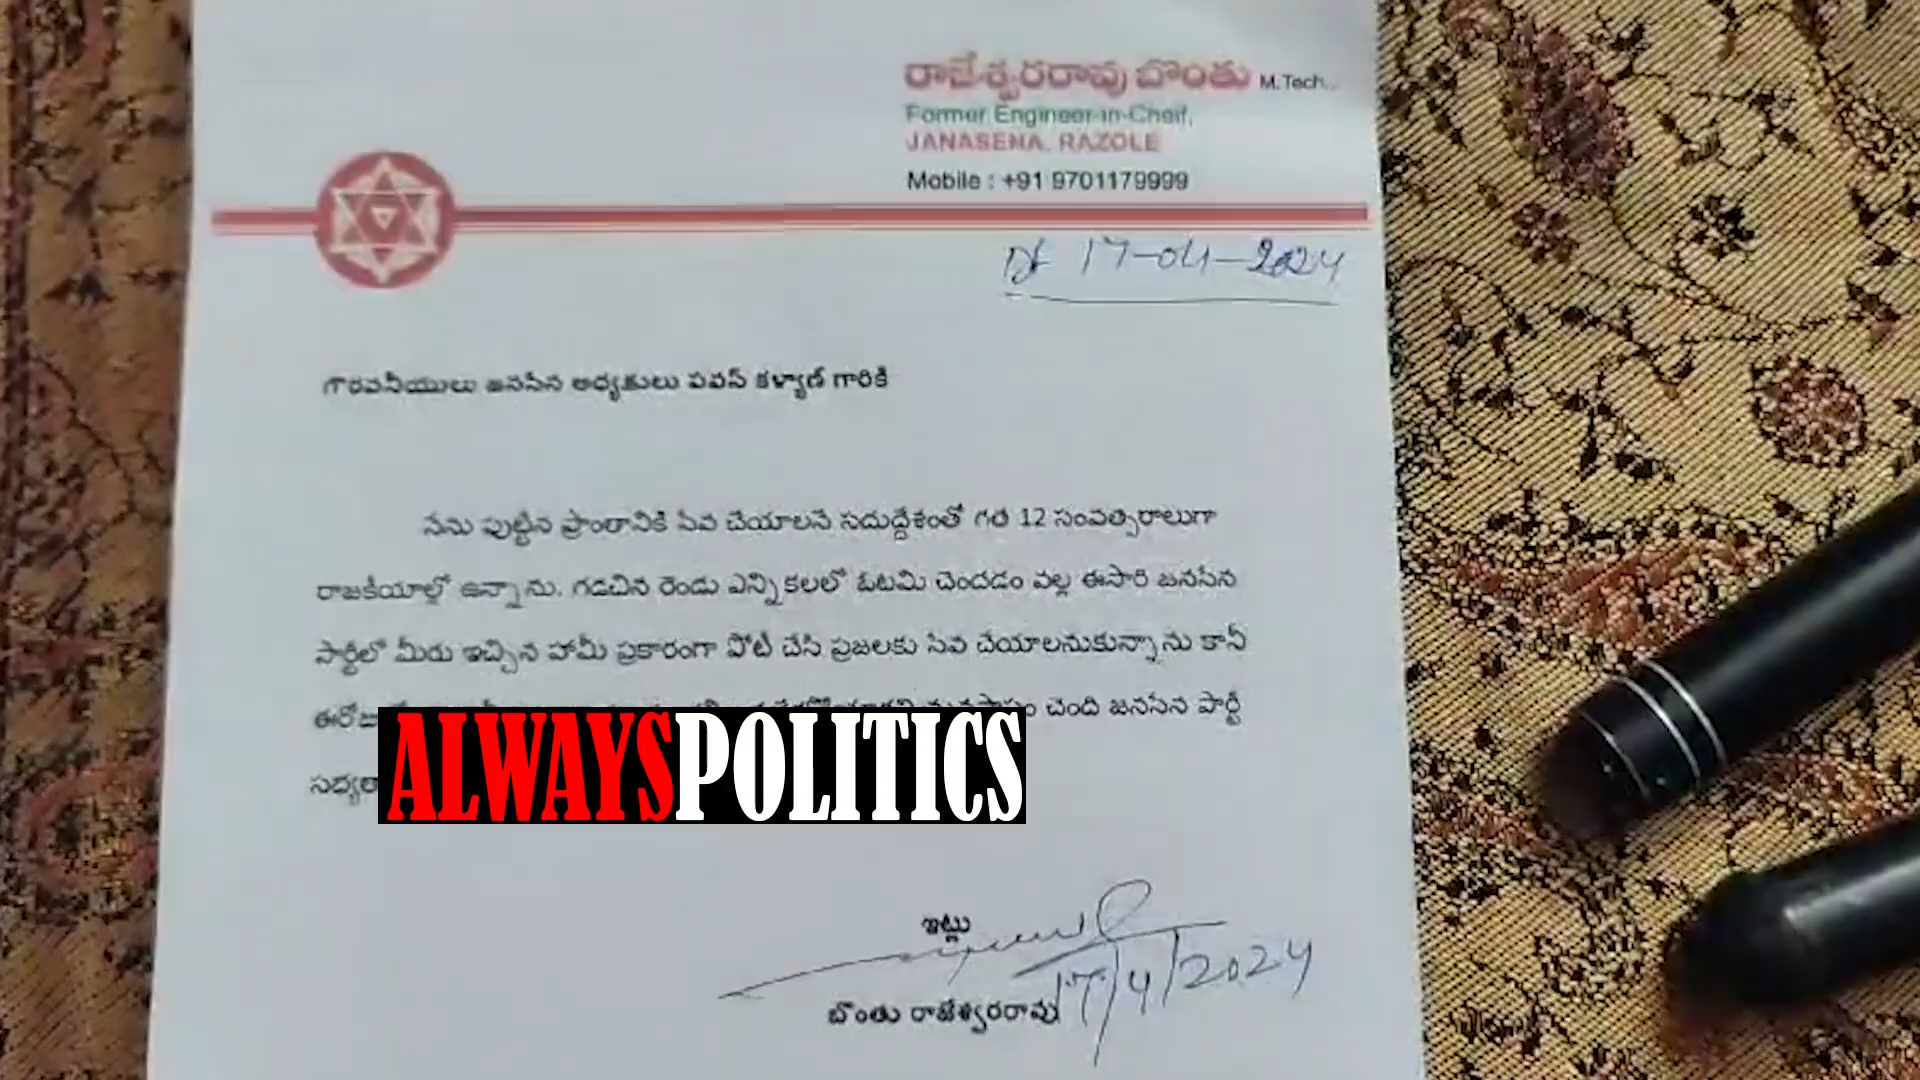 రాజేశ్వరరావు బొంతు M.Tech..
Former Engineer-in-Cheif,
JANASENA, RAZOLE
Mobile : +91 9701179999
Dt 17-04-2024
గౌరవనీయులు జనసేన అధ్యక్షులు పవన్ కళ్యాణ్ గారికి
నేను పుట్టిన ప్రాంతానికి సేవ చేయాలనే సదుద్దేశంతో గత 12 సంవత్సరాలుగా
రాజకీయాల్లో ఉన్నాను. గడచిన రెండు ఎన్నికలలో ఓటమి చెందడం వల్ల ఈసారి జనసేన
పార్టీలో మీరు ఇచ్చిన హామీ ప్రకారంగా పోటీ చేసి ప్రజలకు సేవ చేయాలనుకున్నాను కానీ
చెంది జనసేన పార్టీ
ALWAYSPOLITICS
ఇట్లు
17/4/2024
బొంతు రాజేశ్వరరావు